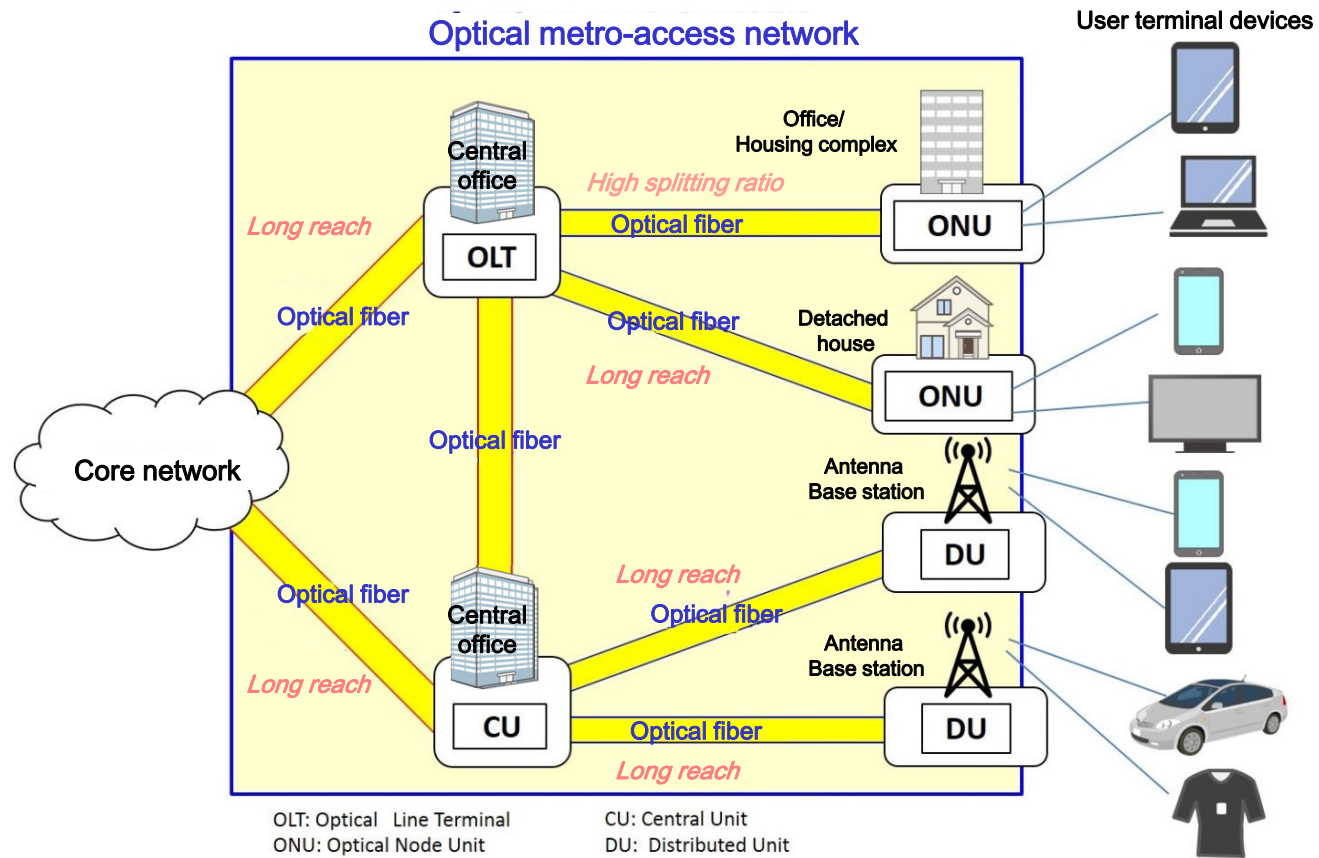 Optical metro-access network
User terminal devices
Office/
Housing complex
Central
office
High splitting ratio
Long reach
Optical fiber
ONU
OLT
Optical fiber
Optical fiber
Detached
house
Long reach
ONU
Optical fiber
Core network
Antenna
Base station
DU
Long reach
Optical fiber
Optical fiber
Central
office
Antenna
Base station
Long reach
CU
Optical fiber
DU
Long reach
OLT: Optical Line Terminal
CU: Central Unit
ONU: Optical Node Unit
DU: Distributed Unit